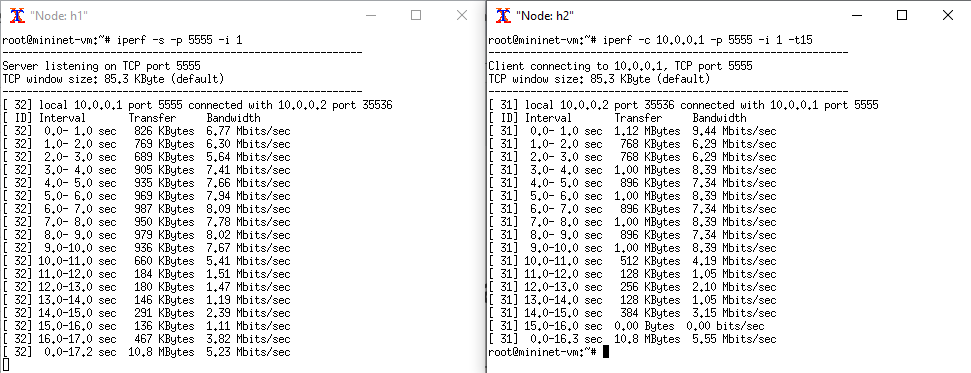 "Node: h1"
root@mininet-vm:~# iperf -s -p 5555 -i 1
------------------------------------------------------------
Server listening on TCP port 5555
TCP window size: 85.3 KByte (default)
------------------------------------------------------------
[ 32] local 10.0.0.1 port 5555 connected with 10.0.0.2 port 35536
[ ID] Interval       Transfer     Bandwidth
[ 32]  0.0- 1.0 sec   826 KBytes  6.77 Mbits/sec
[ 32]  1.0- 2.0 sec   769 KBytes  6.30 Mbits/sec
[ 32]  2.0- 3.0 sec   689 KBytes  5.64 Mbits/sec
[ 32]  3.0- 4.0 sec   905 KBytes  7.41 Mbits/sec
[ 32]  4.0- 5.0 sec   935 KBytes  7.66 Mbits/sec
[ 32]  5.0- 6.0 sec   969 KBytes  7.94 Mbits/sec
[ 32]  6.0- 7.0 sec   987 KBytes  8.09 Mbits/sec
[ 32]  7.0- 8.0 sec   950 KBytes  7.78 Mbits/sec
[ 32]  8.0- 9.0 sec   979 KBytes  8.02 Mbits/sec
[ 32]  9.0-10.0 sec   936 KBytes  7.67 Mbits/sec
[ 32] 10.0-11.0 sec   660 KBytes  5.41 Mbits/sec
[ 32] 11.0-12.0 sec   184 KBytes  1.51 Mbits/sec
[ 32] 12.0-13.0 sec   180 KBytes  1.47 Mbits/sec
[ 32] 13.0-14.0 sec   146 KBytes  1.19 Mbits/sec
[ 32] 14.0-15.0 sec   291 KBytes  2.39 Mbits/sec
[ 32] 15.0-16.0 sec   136 KBytes  1.11 Mbits/sec
[ 32] 16.0-17.0 sec   467 KBytes  3.82 Mbits/sec
[ 32]  0.0-17.2 sec  10.8 MBytes  5.23 Mbits/sec
"Node: h2"
root@mininet-vm:~# iperf -c 10.0.0.1 -p 5555 -i 1 -t15
------------------------------------------------------------
Client connecting to 10.0.0.1, TCP port 5555
TCP window size: 85.3 KByte (default)
------------------------------------------------------------
[ 31] local 10.0.0.2 port 35536 connected with 10.0.0.1 port 5555
[ ID] Interval       Transfer     Bandwidth
[ 31]  0.0- 1.0 sec  1.12 MBytes  9.44 Mbits/sec
[ 31]  1.0- 2.0 sec   768 KBytes  6.29 Mbits/sec
[ 31]  2.0- 3.0 sec   768 KBytes  6.29 Mbits/sec
[ 31]  3.0- 4.0 sec  1.00 MBytes  8.39 Mbits/sec
[ 31]  4.0- 5.0 sec   896 KBytes  7.34 Mbits/sec
[ 31]  5.0- 6.0 sec  1.00 MBytes  8.39 Mbits/sec
[ 31]  6.0- 7.0 sec   896 KBytes  7.34 Mbits/sec
[ 31]  7.0- 8.0 sec  1.00 MBytes  8.39 Mbits/sec
[ 31]  8.0- 9.0 sec   896 KBytes  7.34 Mbits/sec
[ 31]  9.0-10.0 sec  1.00 MBytes  8.39 Mbits/sec
[ 31] 10.0-11.0 sec   512 KBytes  4.19 Mbits/sec
[ 31] 11.0-12.0 sec   128 KBytes  1.05 Mbits/sec
[ 31] 12.0-13.0 sec   256 KBytes  2.10 Mbits/sec
[ 31] 13.0-14.0 sec   128 KBytes  1.05 Mbits/sec
[ 31] 14.0-15.0 sec   384 KBytes  3.15 Mbits/sec
[ 31] 15.0-16.0 sec  0.00 Bytes  0.00 bits/sec
[ 31]  0.0-16.3 sec  10.8 MBytes  5.55 Mbits/sec
root@mininet-vm:~#